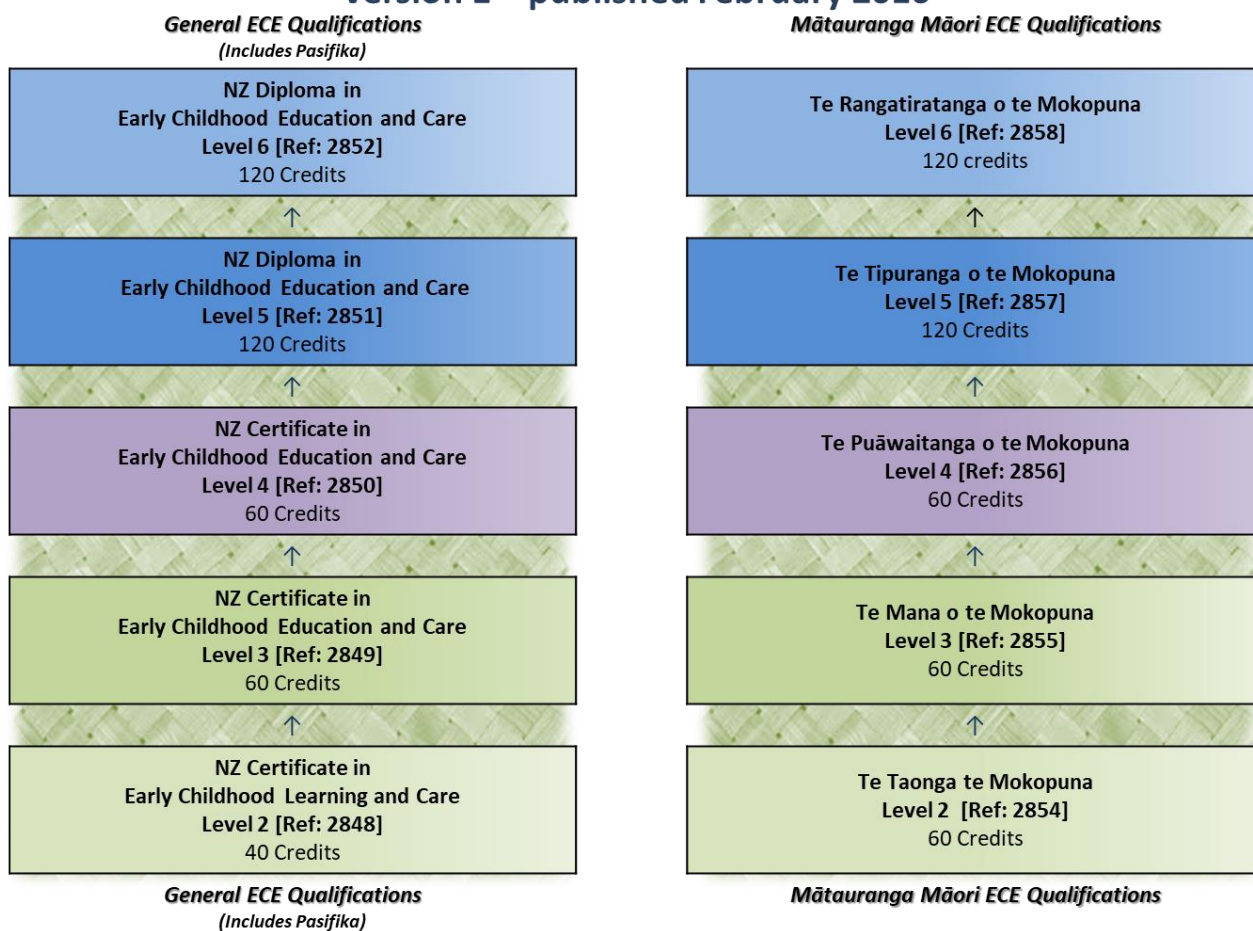 General ECE Qualifications
(Includes Pasifika)
NZ Diploma in
Early Childhood Education and Care
Level 6 [Ref: 2852]
120 Credits
↑
NZ Diploma in
Early Childhood Education and Care
Level 5 [Ref: 2851]
120 Credits
↑
NZ Certificate in
Early Childhood Education and Care
Level 4 [Ref: 2850]
60 Credits
↑
NZ Certificate in
Early Childhood Education and Care
Level 3 [Ref: 2849]
60 Credits
↑
NZ Certificate in
Early Childhood Learning and Care
Level 2 [Ref: 2848]
40 Credits
General ECE Qualifications
(Includes Pasifika)
Mātauranga Māori ECE Qualifications
Te Rangatiratanga o te Mokopuna
Level 6 [Ref: 2858]
120 credits
↑
Te Tipuranga o te Mokopuna
Level 5 [Ref: 2857]
120 Credits
↑
Te Puāwaitanga o te Mokopuna
Level 4 [Ref: 2856]
60 Credits
↑
Te Mana o te Mokopuna
Level 3 [Ref: 2855]
60 Credits
↑
Te Taonga te Mokopuna
Level 2 [Ref: 2854]
60 Credits
Mātauranga Māori ECE Qualifications